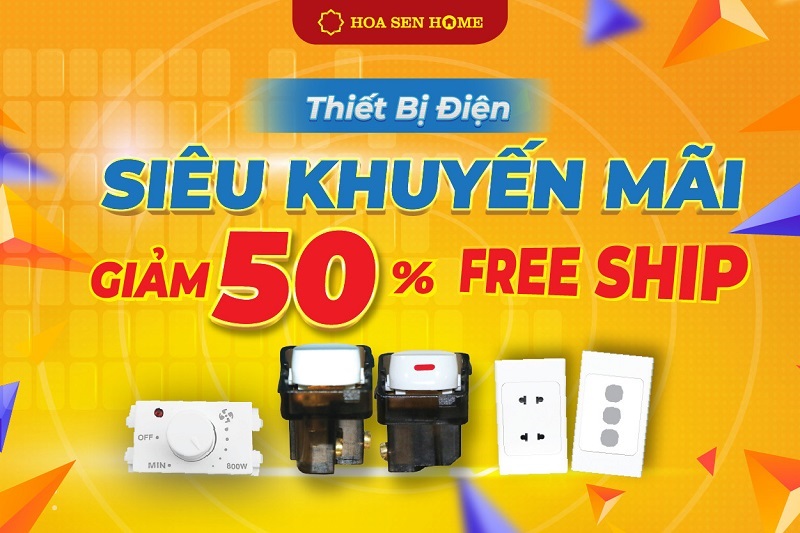 HOA SEN HOME
Thiết Bị Điện
SIÊU KHUYẾN MÃI
GIẢM 50% FREE SHIP
OFF
MIN
800W